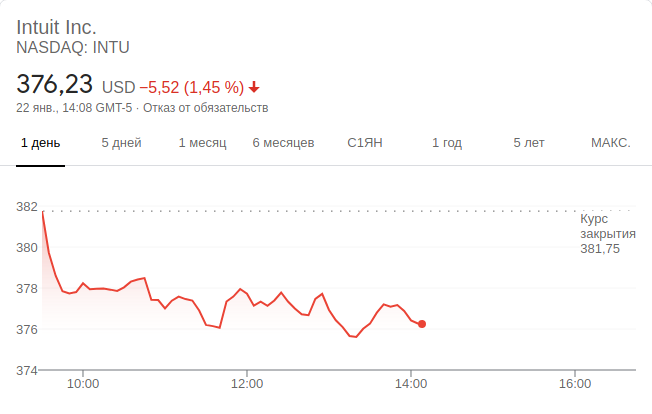 Intuit Inc.
NASDAQ: INTU
376,23 USD −5,52 (1,45 %)
22 янв., 14:08 GMT-5 · Отказ от обязательств
1 день 5 дней 1 месяц 6 месяцев С1ЯН 1 год 5 лет МАКС.
382
Курс
закрытия
381,75
380
378
376
374
10:00 12:00 14:00 16:00